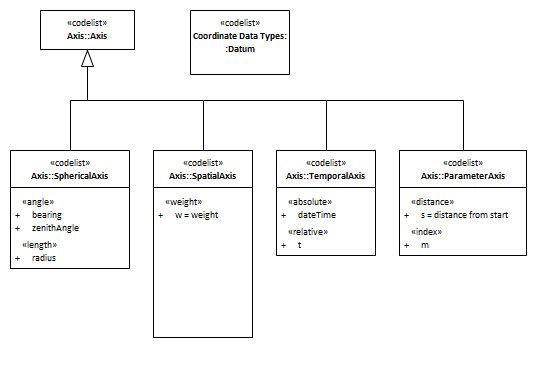 «codelist»
Axis::Axis
«codelist»
Coordinate Data Types:
:Datum
«codelist»
Axis::SphericalAxis
«angle»
+ bearing
+ zenithAngle
«length»
+ radius
«codelist»
Axis::SpatialAxis
«weight»
+ w = weight
«codelist»
Axis::TemporalAxis
«absolute»
+ dateTime
«relative»
+ t
«codelist»
Axis::ParameterAxis
«distance»
+ s = distance from start
«index»
+ m